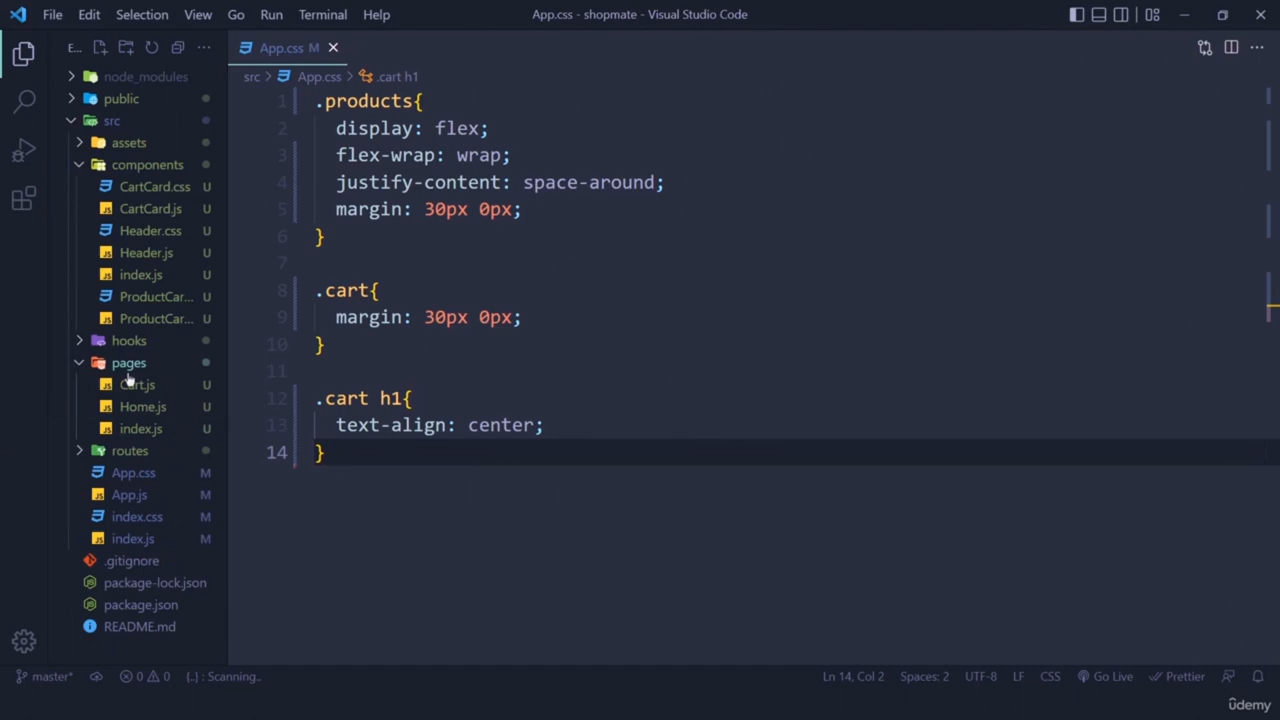 File Edit Selection View Go Run Terminal Help App.css - shopmate - Visual Studio Code
E... App.css M
node_modules
public
src
assets
components
CartCard.css U
CartCard.js U
Header.css U
Header.js U
index.js U
ProductCar... U
ProductCar... U
hooks
pages
Cart.js U
Home.js U
index.js U
routes
App.css M
App.js M
index.css M
index.js M
.gitignore
package-lock.json
package.json
README.md
src > App.css > .cart h1
1 .products{
2 display: flex;
3 flex-wrap: wrap;
4 justify-content: space-around;
5 margin: 30px 0px;
6 }
7
8 .cart{
9 margin: 30px 0px;
10 }
11
12 .cart h1{
13 text-align: center;
14 }
master* 0 0 {..} : Scanning.. Ln 14, Col 2 Spaces: 2 UTF-8 LF CSS Go Live Prettier
udemy